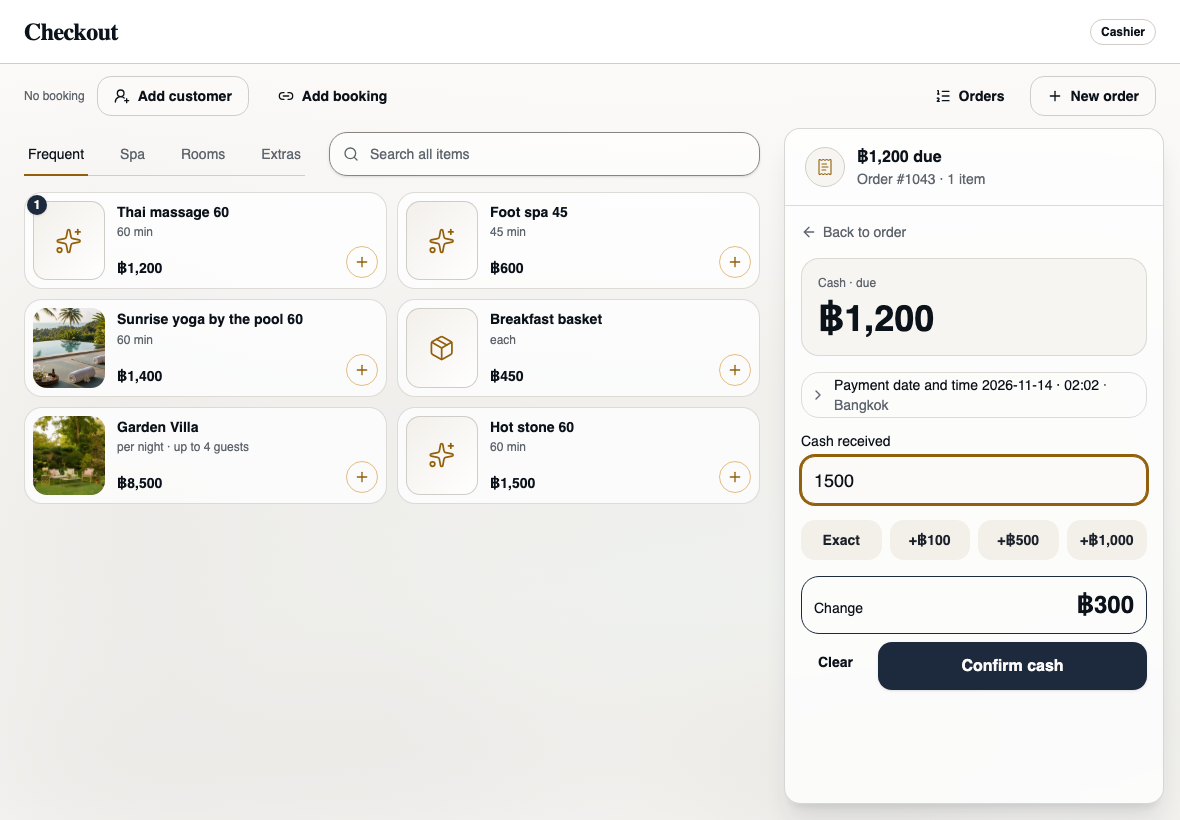 Checkout
Cashier
No booking
Add customer
Add booking
Orders
New order
Frequent
Spa
Rooms
Extras
Search all items
1
Thai massage 60
60 min
฿1,200
Foot spa 45
45 min
฿600
Sunrise yoga by the pool 60
60 min
฿1,400
Breakfast basket
each
฿450
Garden Villa
per night · up to 4 guests
฿8,500
Hot stone 60
60 min
฿1,500
฿1,200 due
Order #1043 · 1 item
Back to order
Cash · due
฿1,200
Payment date and time 2026-11-14 · 02:02 ·
Bangkok
Cash received
1500
Exact
+฿100
+฿500
+฿1,000
Change
฿300
Clear
Confirm cash